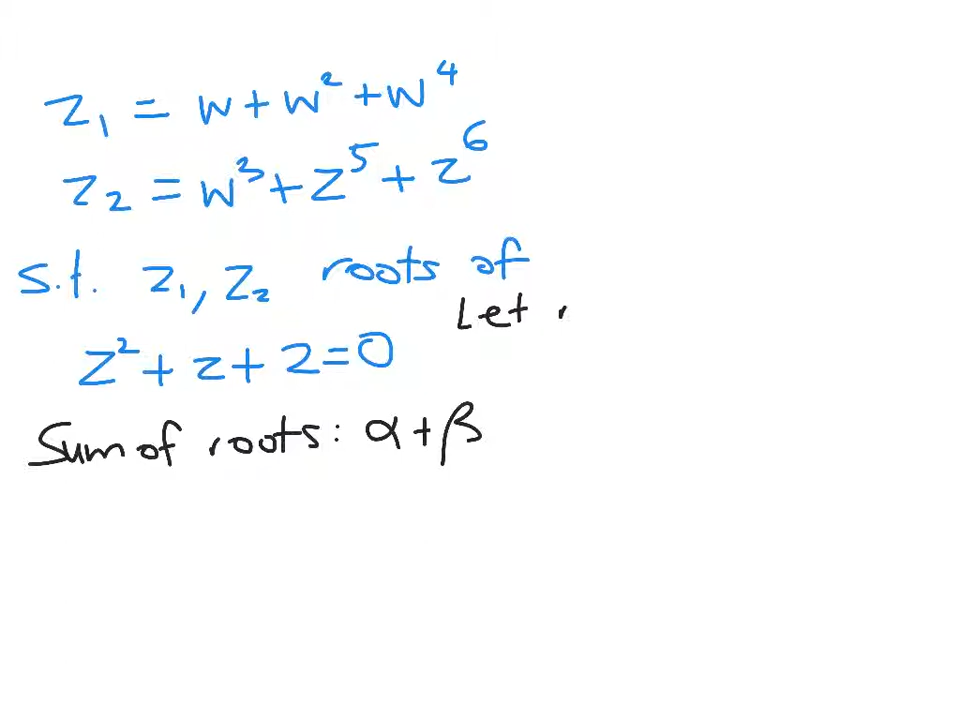 z₁ = w + w² + w⁴
z₂ = w³ + z⁵ + z⁶
s.t. z₁, z₂ roots of
Let
z² + z + 2 = 0
Sum of roots: α + β